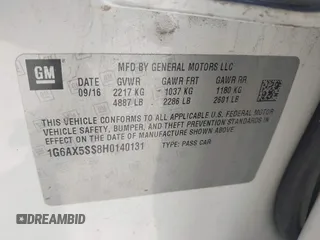 MFD BY GENERAL MOTORS LLC
GM
DATE GVWR GAWR FRT GAWR RR
09/16 2217 KG 1037 KG 1180 KG
4887 LB 2286 LB 2601 LB
THIS VEHICLE CONFORMS TO ALL APPLICABLE U.S. FEDERAL MOTOR
VEHICLE SAFETY, BUMPER, AND THEFT PREVENTION STANDARDS
IN EFFECT ON THE DATE OF MANUFACTURE SHOWN ABOVE.
1G6AX5SS8H0140131 TYPE: PASS CAR
DREAMBID